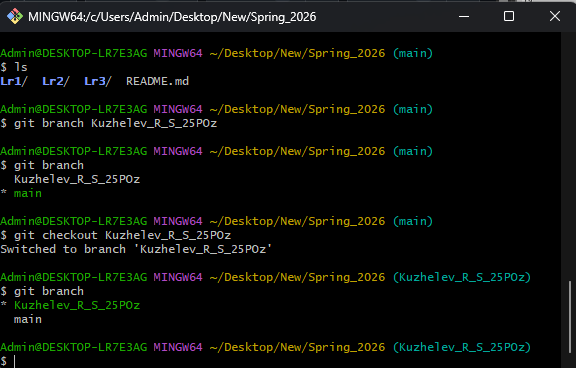 MINGW64:/c/Users/Admin/Desktop/New/Spring_2026
Admin@DESKTOP-LR7E3AG MINGW64 ~/Desktop/New/Spring_2026 (main)
$ ls
Lr1/  Lr2/  Lr3/  README.md
Admin@DESKTOP-LR7E3AG MINGW64 ~/Desktop/New/Spring_2026 (main)
$ git branch Kuzhelev_R_S_25POz
Admin@DESKTOP-LR7E3AG MINGW64 ~/Desktop/New/Spring_2026 (main)
$ git branch
  Kuzhelev_R_S_25POz
* main
Admin@DESKTOP-LR7E3AG MINGW64 ~/Desktop/New/Spring_2026 (main)
$ git checkout Kuzhelev_R_S_25POz
Switched to branch 'Kuzhelev_R_S_25POz'
Admin@DESKTOP-LR7E3AG MINGW64 ~/Desktop/New/Spring_2026 (Kuzhelev_R_S_25POz)
$ git branch
* Kuzhelev_R_S_25POz
  main
Admin@DESKTOP-LR7E3AG MINGW64 ~/Desktop/New/Spring_2026 (Kuzhelev_R_S_25POz)
$